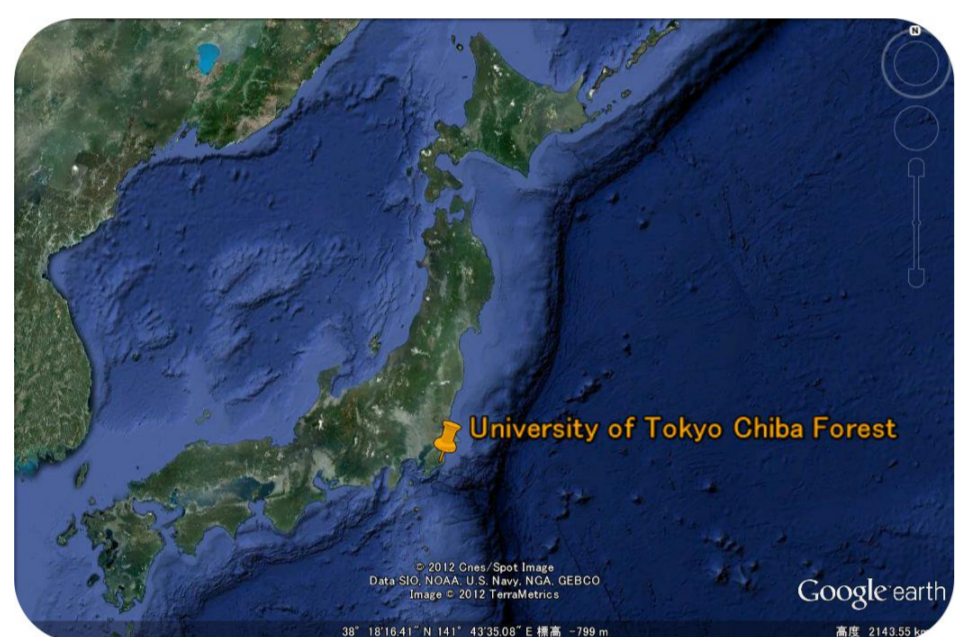 N
University of Tokyo Chiba Forest
© 2012 Cnes/Spot Image
Data SIO, NOAA, U.S. Navy, NGA, GEBCO
Image © 2012 TerraMetrics
Google earth
38° 18'16.41" N 141° 43'35.08" E 標高 -799 m 高度 2143.55